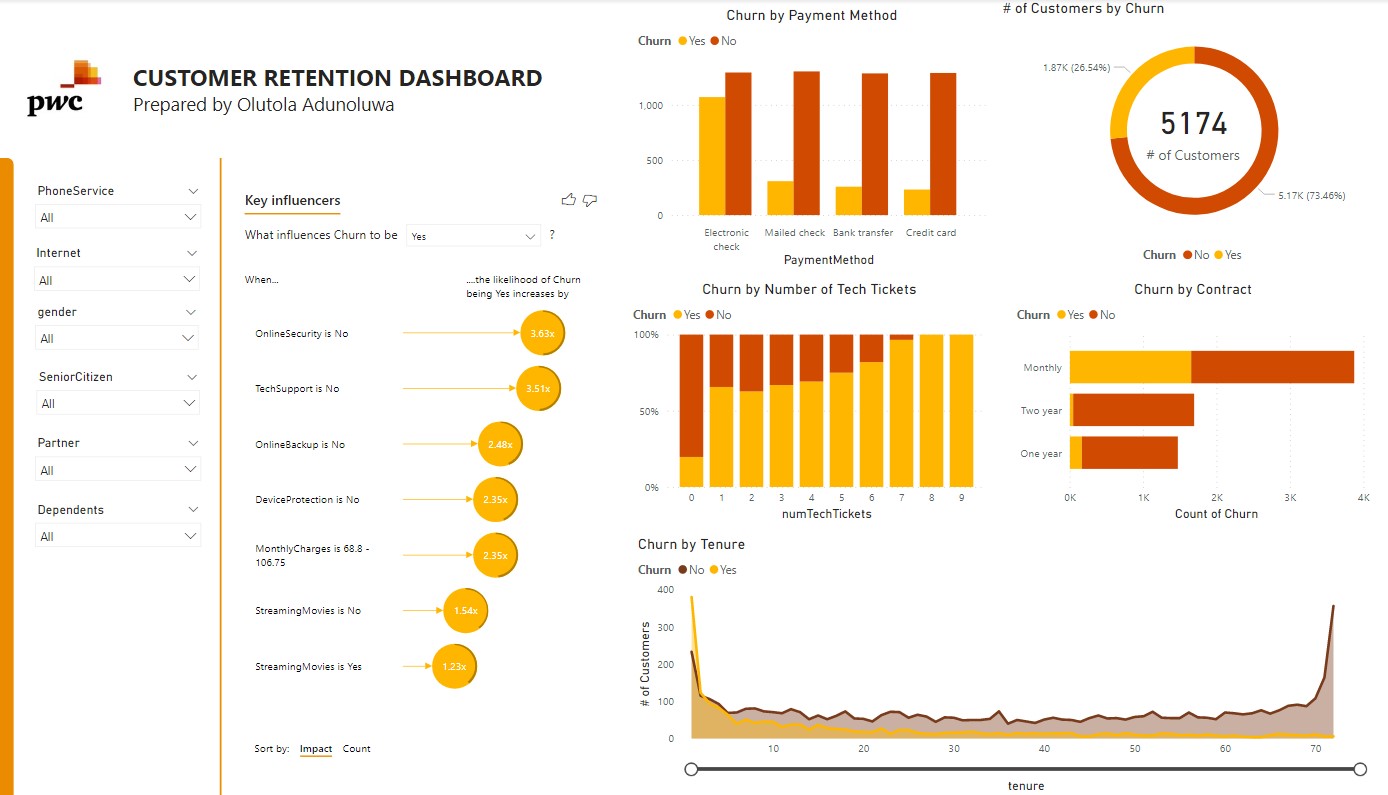 pwc
CUSTOMER RETENTION DASHBOARD
Prepared by Olutola Adunoluwa
PhoneService
All
Internet
All
gender
All
SeniorCitizen
All
Partner
All
Dependents
All
Key influencers
What influences Churn to be Yes ?
When...
....the likelihood of Churn
being Yes increases by
OnlineSecurity is No
3.63x
TechSupport is No
3.51x
OnlineBackup is No
2.48x
DeviceProtection is No
2.35x
MonthlyCharges is 68.8 -
106.75
2.35x
StreamingMovies is No
1.54x
StreamingMovies is Yes
1.23x
Sort by: Impact Count
Churn by Payment Method
Churn Yes No
1,000
500
0
Electronic
check
Mailed check
Bank transfer
Credit card
PaymentMethod
# of Customers by Churn
1.87K (26.54%)
5174
# of Customers
5.17K (73.46%)
Churn No Yes
Churn by Number of Tech Tickets
Churn Yes No
100%
50%
0%
0 1 2 3 4 5 6 7 8 9
numTechTickets
Churn by Contract
Churn Yes No
Monthly
Two year
One year
0K 1K 2K 3K 4K
Count of Churn
Churn by Tenure
Churn No Yes
# of Customers
400
300
200
100
0
10 20 30 40 50 60 70
tenure